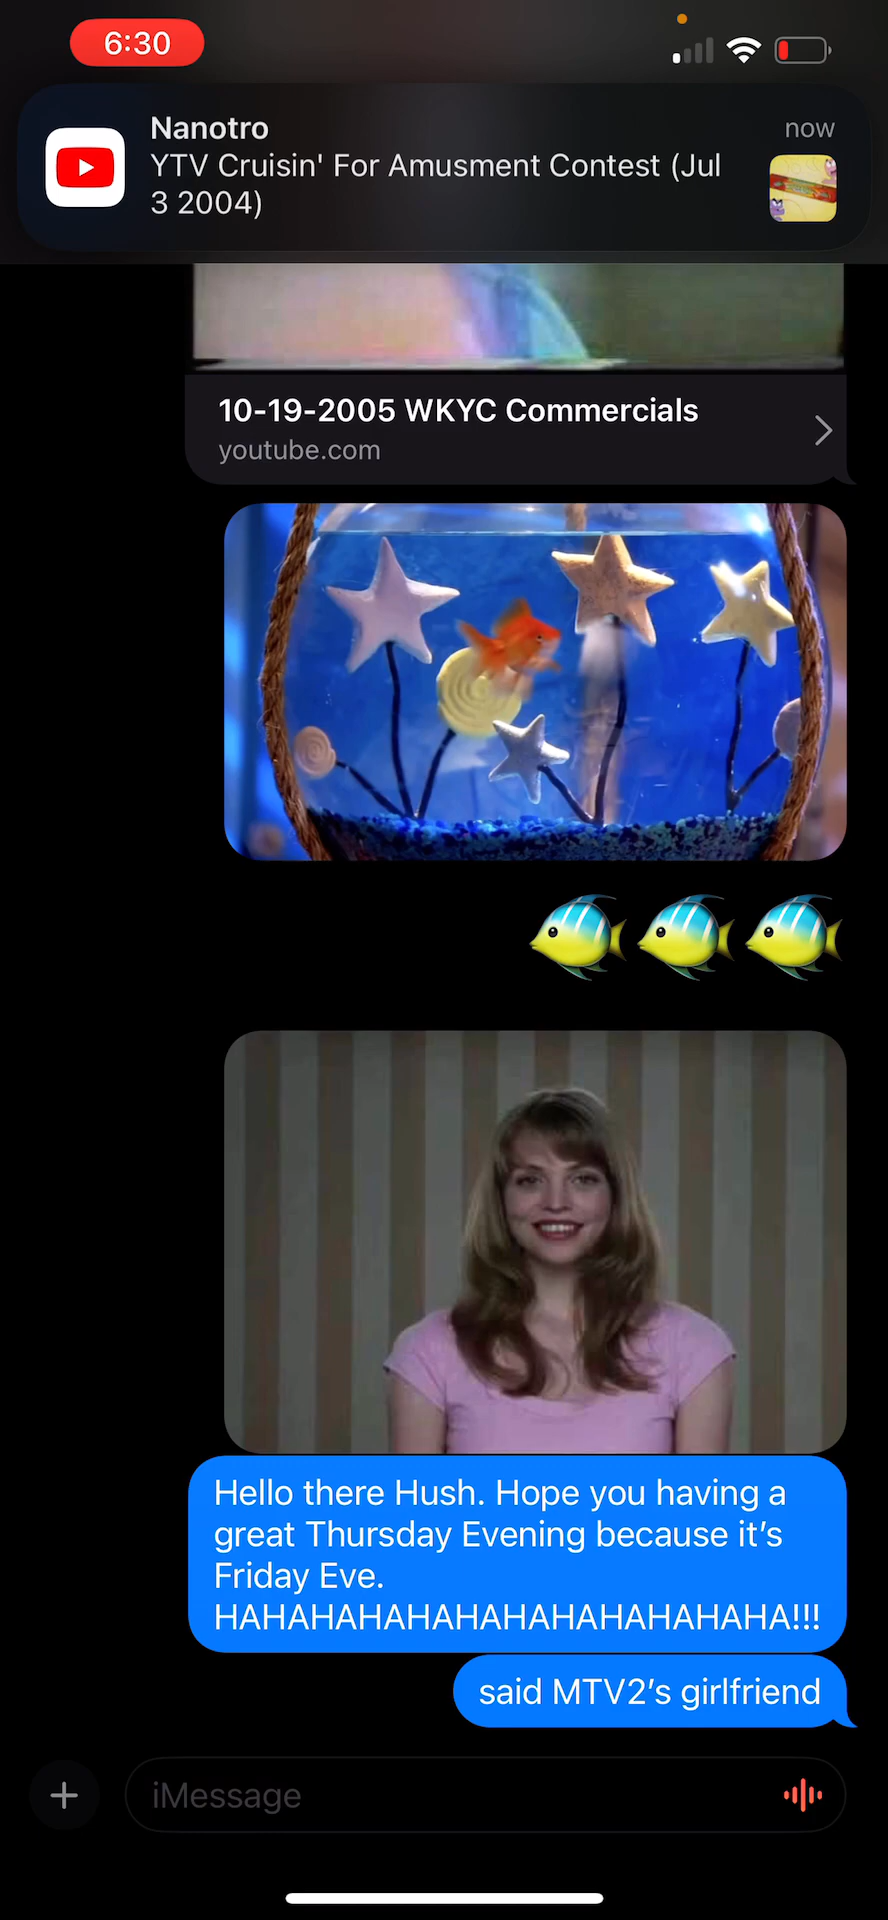 6:30
Nanotro
now
YTV Cruisin' For Amusment Contest (Jul
3 2004)
10-19-2005 WKYC Commercials
youtube.com
Hello there Hush. Hope you having a
great Thursday Evening because it's
Friday Eve.
HAHAHAHAHAHAHAHAHAHAHAHA!!!
said MTV2's girlfriend
iMessage